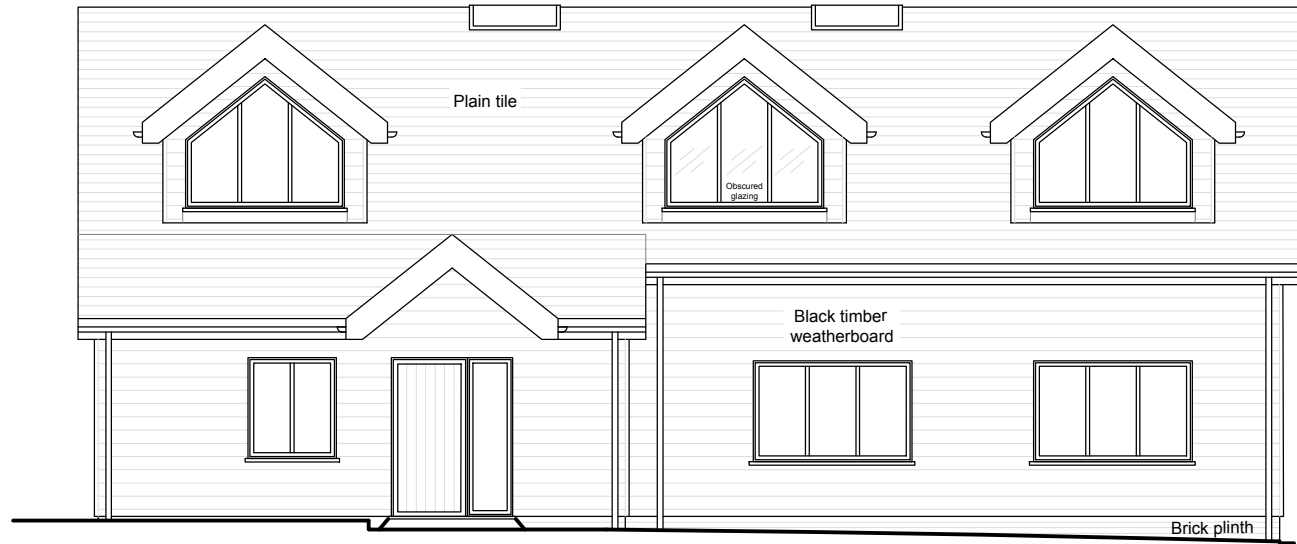 Plain tile
Obscured
glazing
Black timber
weatherboard
Brick plinth